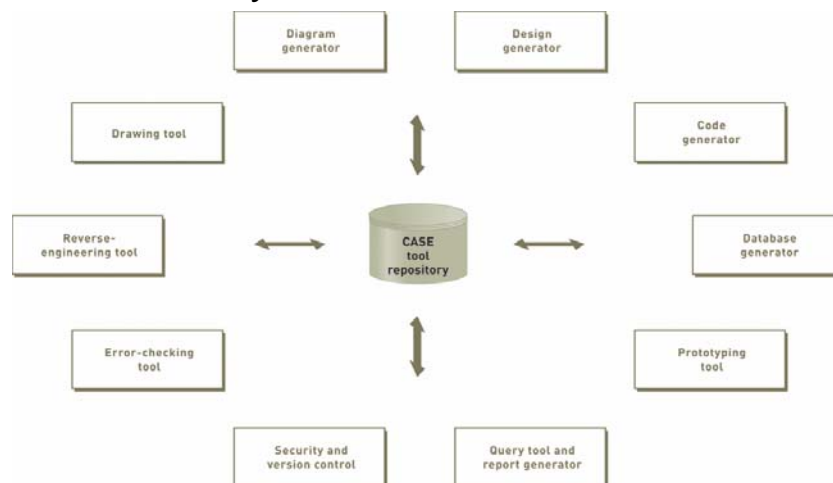 Diagram
generator
Design
generator
Drawing tool
Code
generator
Reverse-
engineering tool
CASE
tool
repository
Database
generator
Error-checking
tool
Prototyping
tool
Security and
version control
Query tool and
report generator